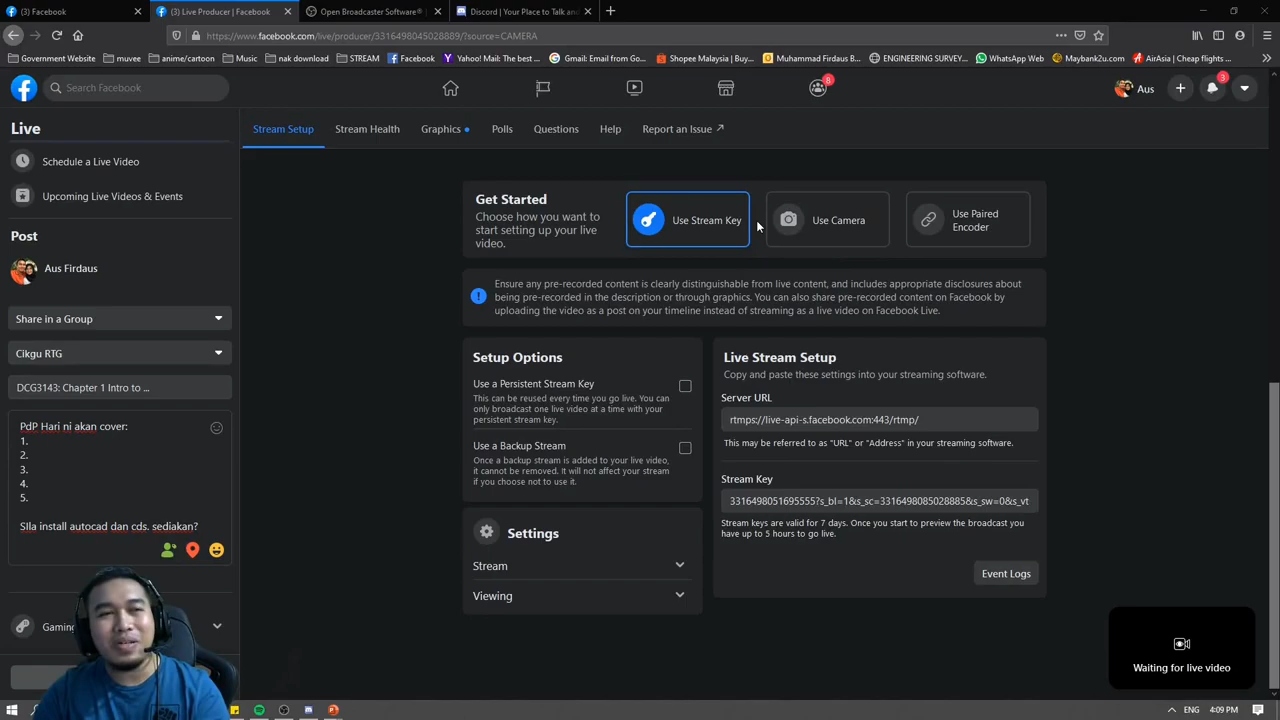 (3) Facebook
(3) Live Producer | Facebook
Open Broadcaster Software®
Discord | Your Place to Talk and
https://www.facebook.com/live/producer/3316498045028889/?source=CAMERA
Government Website
muvee
anime/cartoon
Music
nak download
STREAM
Facebook
Yahoo! Mail: The best ...
Gmail: Email from Go...
Shopee Malaysia | Buy...
Muhammad Firdaus B...
ENGINEERING SURVEY...
WhatsApp Web
Maybank2u.com
AirAsia | Cheap flights ...
Search Facebook
8
Aus
3
Live
Schedule a Live Video
Upcoming Live Videos & Events
Post
Aus Firdaus
Share in a Group
Cikgu RTG
DCG3143: Chapter 1 Intro to ...
PdP Hari ni akan cover:
1.
2.
3.
4.
5.
SIla install autocad dan cds. sediakan?
Gaming
Stream Setup
Stream Health
Graphics
Polls
Questions
Help
Report an Issue
Get Started
Choose how you want to
start setting up your live
video.
Use Stream Key
Use Camera
Use Paired
Encoder
Ensure any pre-recorded content is clearly distinguishable from live content, and includes appropriate disclosures about
being pre-recorded in the description or through graphics. You can also share pre-recorded content on Facebook by
uploading the video as a post on your timeline instead of streaming as a live video on Facebook Live.
Setup Options
Use a Persistent Stream Key
This can be reused every time you go live. You can
only broadcast one live video at a time with your
persistent stream key.
Use a Backup Stream
Once a backup stream is added to your live video,
it cannot be removed. It will not affect your stream
if you choose not to use it.
Settings
Stream
Viewing
Live Stream Setup
Copy and paste these settings into your streaming software.
Server URL
rtmps://live-api-s.facebook.com:443/rtmp/
This may be referred to as "URL" or "Address" in your streaming software.
Stream Key
331649805169555​5?s_bl=1&s_sc=331649808502888​5&s_sw=0&s_vt
Stream keys are valid for 7 days. Once you start to preview the broadcast you
have up to 5 hours to go live.
Event Logs
Waiting for live video
ENG
4:09 PM